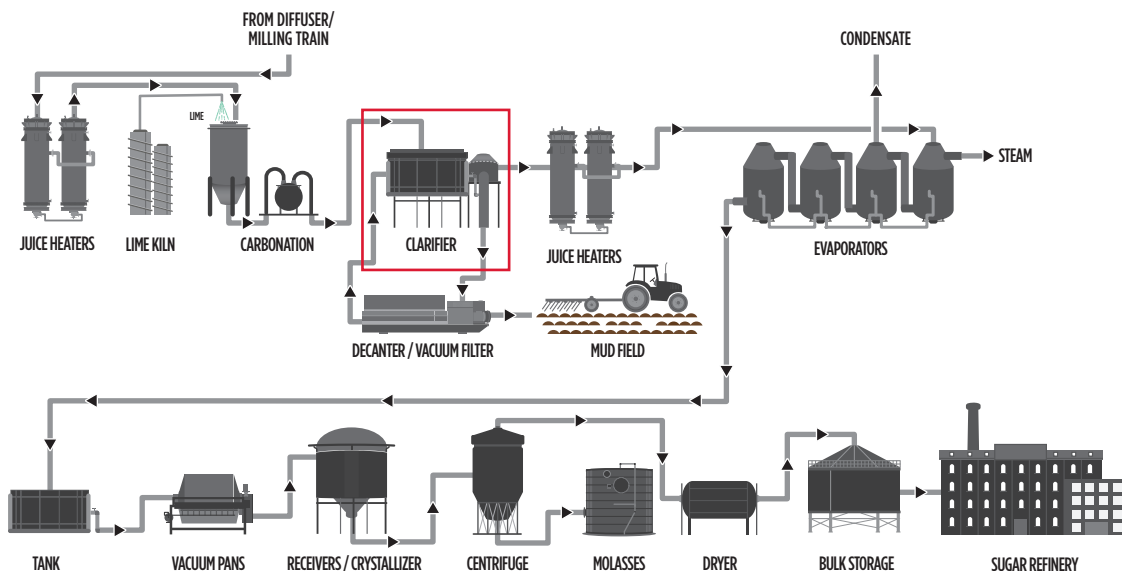 FROM DIFFUSER/
MILLING TRAIN
CONDENSATE
LIME
STEAM
JUICE HEATERS
LIME KILN
CARBONATION
CLARIFIER
JUICE HEATERS
EVAPORATORS
DECANTER / VACUUM FILTER
MUD FIELD
TANK
VACUUM PANS
RECEIVERS / CRYSTALLIZER
CENTRIFUGE
MOLASSES
DRYER
BULK STORAGE
SUGAR REFINERY